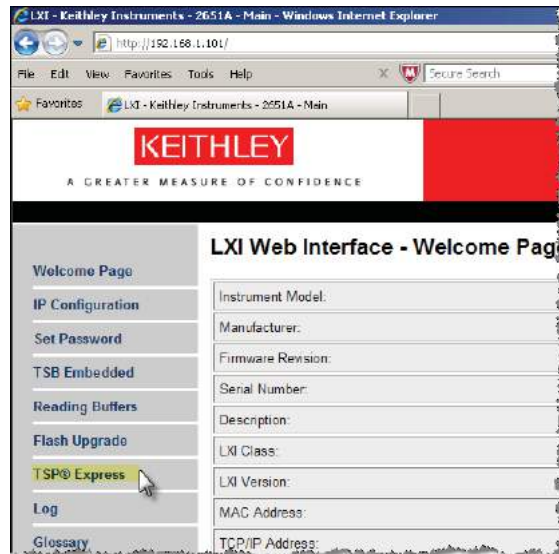 LXI - Keithley Instruments - 2651A - Main - Windows Internet Explorer
http://192.168.1.101/
File Edit View Favorites Tools Help X Secure Search
Favorites LXI - Keithley Instruments - 2651A - Main
KEITHLEY
A GREATER MEASURE OF CONFIDENCE
LXI Web Interface - Welcome Pag
Welcome Page
IP Configuration
Set Password
TSB Embedded
Reading Buffers
Flash Upgrade
TSP® Express
Log
Glossary
Instrument Model:
Manufacturer:
Firmware Revision:
Serial Number:
Description:
LXI Class:
LXI Version:
MAC Address:
TCP/IP Address: